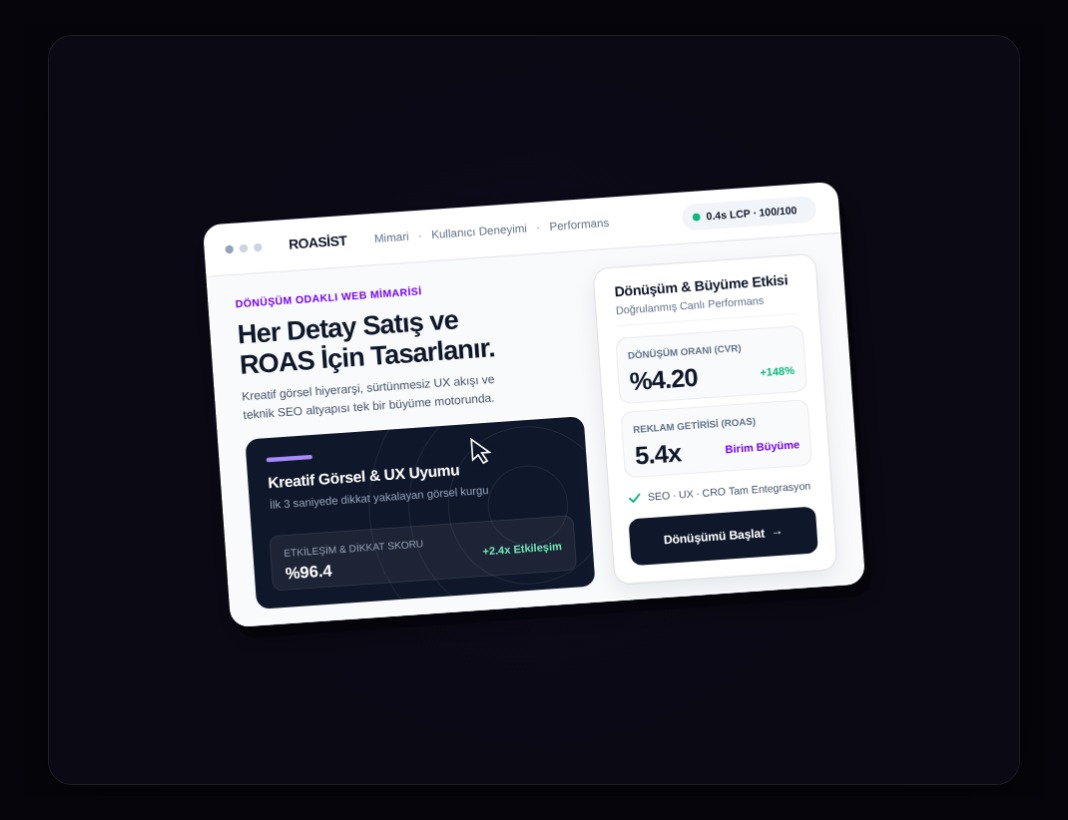 ROASİST
Mimari · Kullanıcı Deneyimi · Performans
0.4s LCP · 100/100
DÖNÜŞÜM ODAKLI WEB MİMARİSİ
Her Detay Satış ve
ROAS İçin Tasarlanır.
Kreatif görsel hiyerarşi, sürtünmesiz UX akışı ve
teknik SEO altyapısı tek bir büyüme motorunda.
Kreatif Görsel & UX Uyumu
İlk 3 saniyede dikkat yakalayan görsel kurgu
ETKİLEŞİM & DİKKAT SKORU
%96.4
+2.4x Etkileşim
Dönüşüm & Büyüme Etkisi
Doğrulanmış Canlı Performans
DÖNÜŞÜM ORANI (CVR)
%4.20
+148%
REKLAM GETİRİSİ (ROAS)
5.4x
Birim Büyüme
SEO · UX · CRO Tam Entegrasyon
Dönüşümü Başlat →